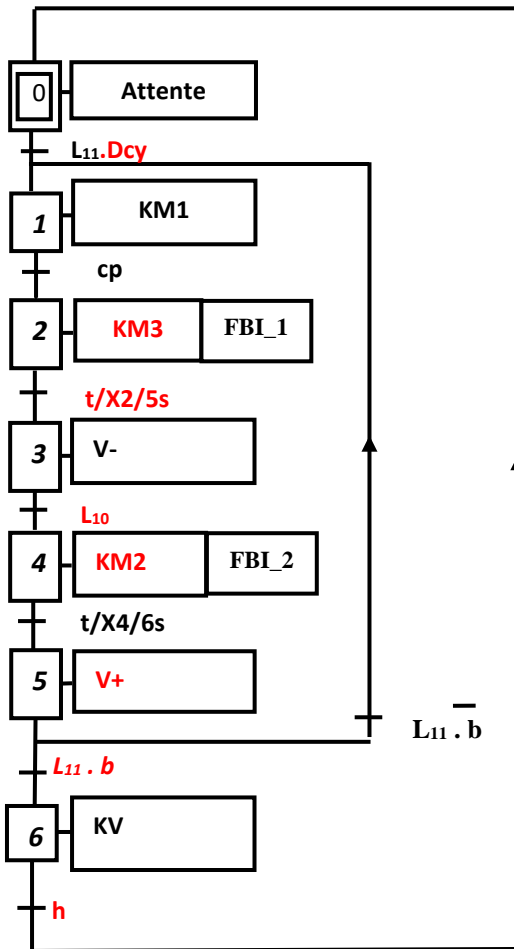 0 Attente
L₁₁.Dcy
1 KM1
cp
2 KM3 FBI_1
t/X2/5s
3 V-
L₁₀
4 KM2 FBI_2
t/X4/6s
5 V+
L₁₁ . b̅
L₁₁ . b
6 KV
h